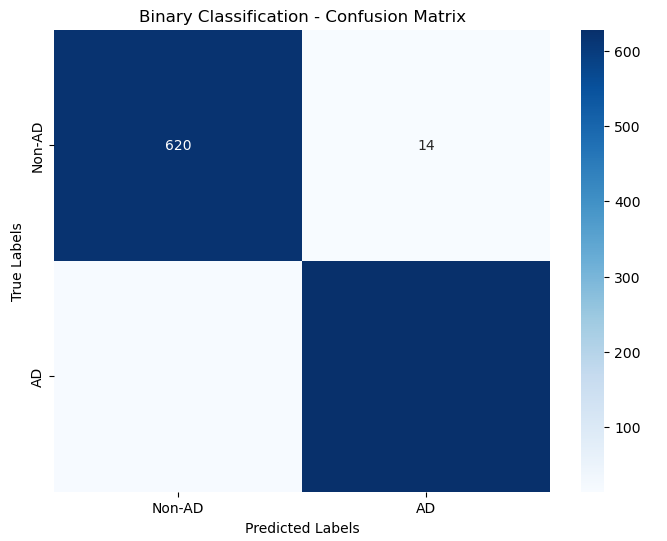 Binary Classification - Confusion Matrix
Non-AD
620
14
AD
True Labels
Non-AD
AD
Predicted Labels
600
500
400
300
200
100